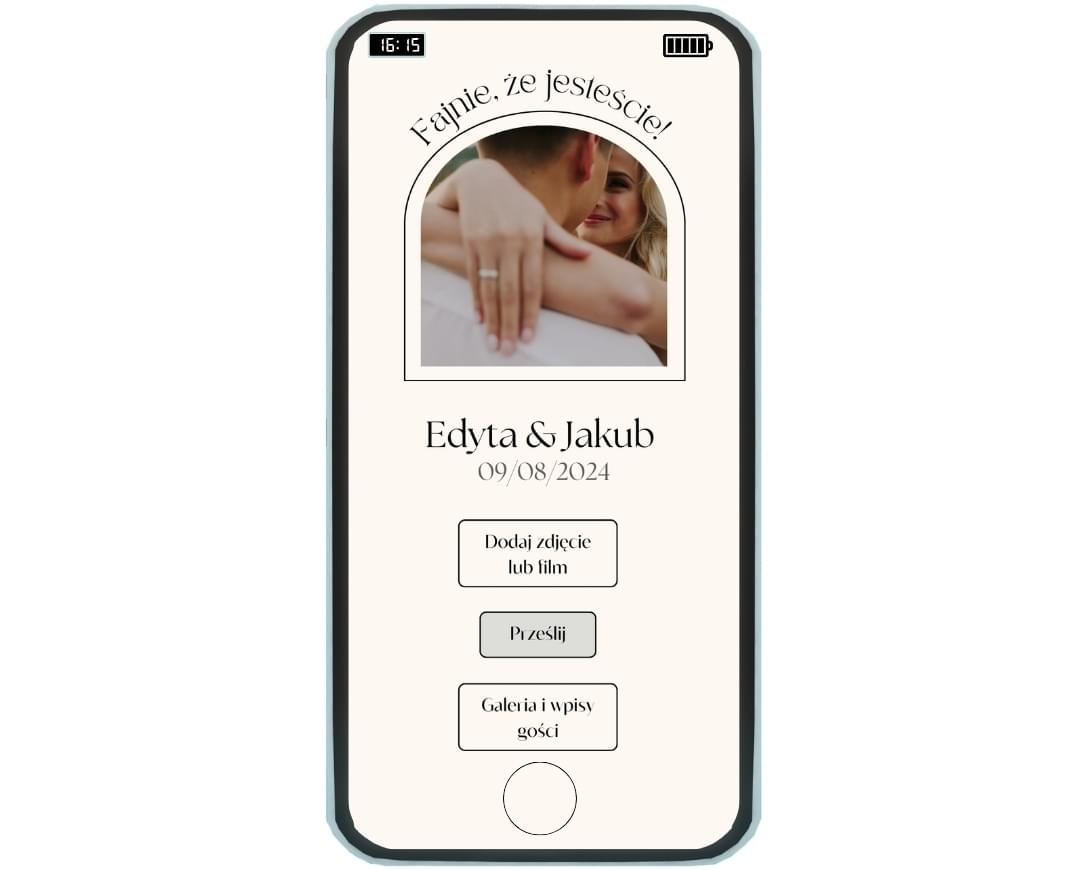 16:15
Fajnie, że jesteście!
Edyta & Jakub
09/08/2024
Dodaj zdjęcie
lub film
Prześlij
Galeria i wpisy
gości